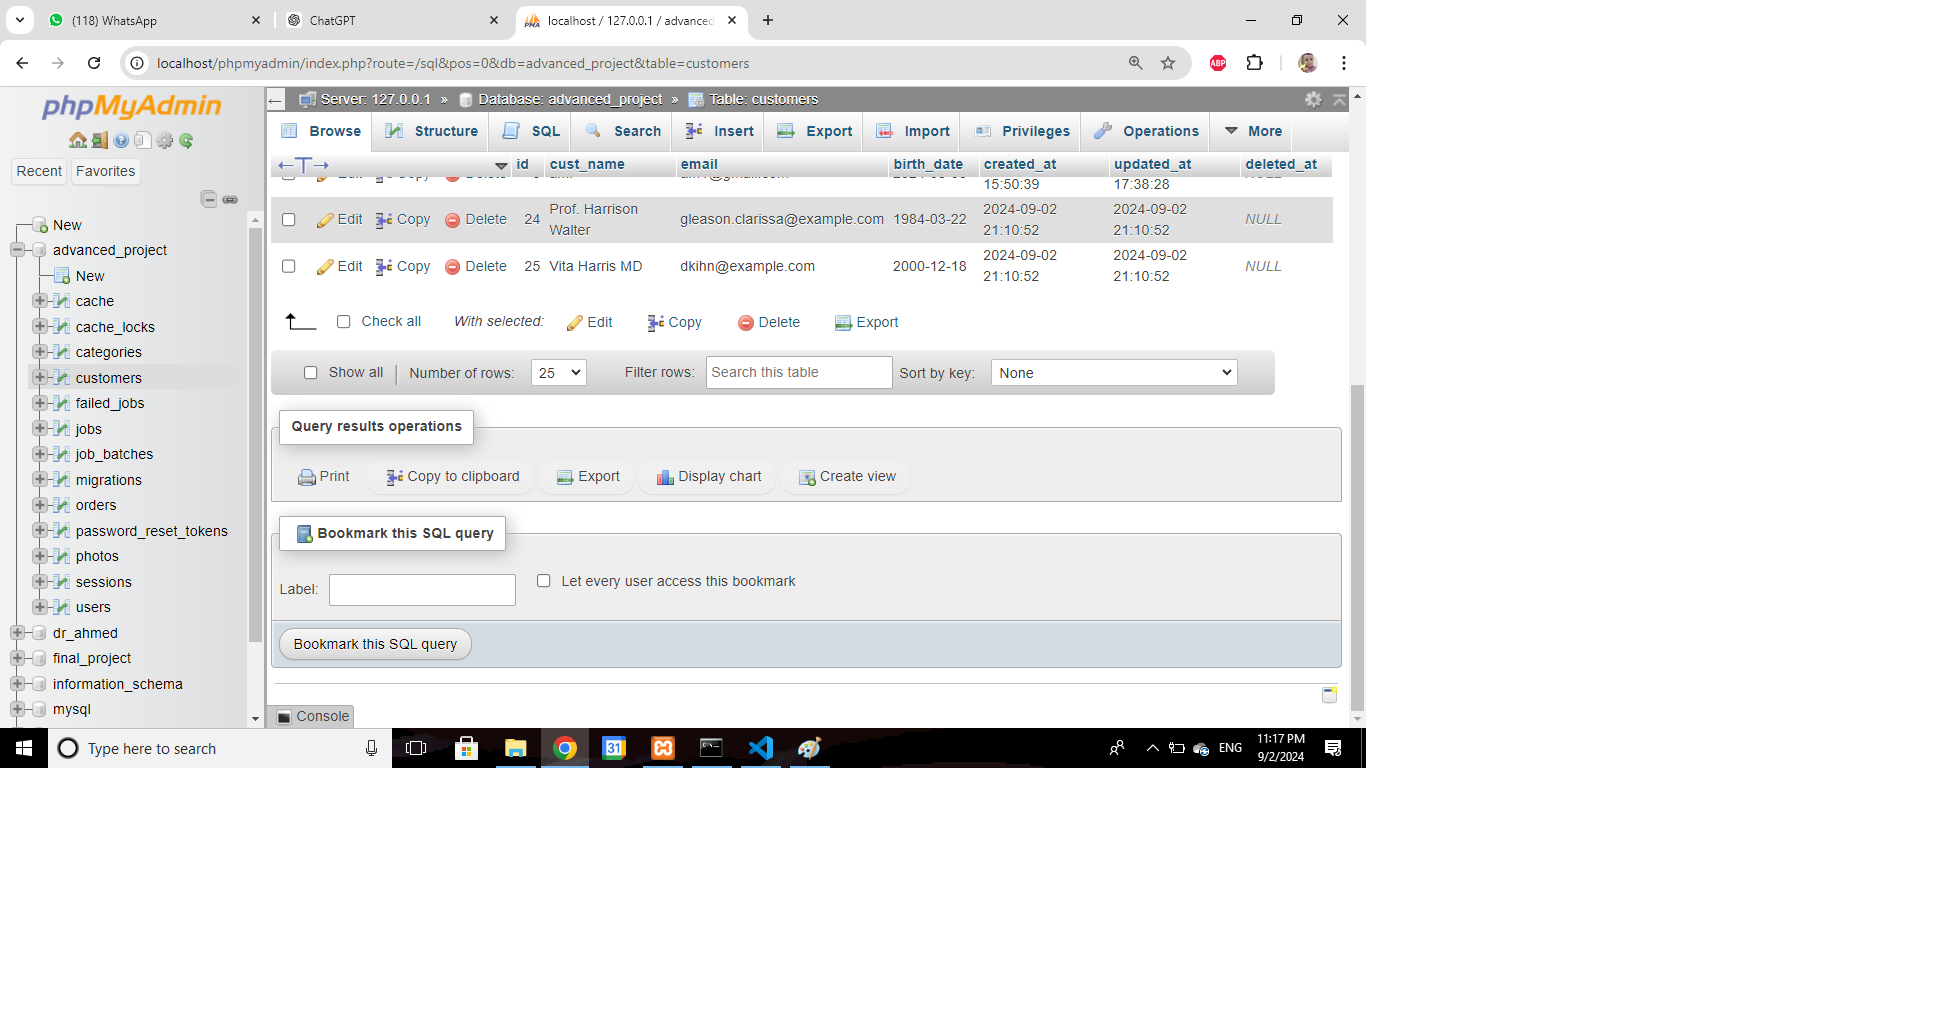 (118) WhatsApp
ChatGPT
localhost / 127.0.0.1 / advanced
localhost/phpmyadmin/index.php?route=/sql&pos=0&db=advanced_project&table=customers
ABP
phpMyAdmin
Recent Favorites
New
advanced_project
New
cache
cache_locks
categories
customers
failed_jobs
jobs
job_batches
migrations
orders
password_reset_tokens
photos
sessions
users
dr_ahmed
final_project
information_schema
mysql
Server: 127.0.0.1 » Database: advanced_project » Table: customers
Browse Structure SQL Search Insert Export Import Privileges Operations More
id cust_name email birth_date created_at updated_at deleted_at
15:50:39 17:38:28
Edit Copy Delete 24 Prof. Harrison Walter gleason.clarissa@example.com 1984-03-22 2024-09-02 21:10:52 2024-09-02 21:10:52 NULL
Edit Copy Delete 25 Vita Harris MD dkihn@example.com 2000-12-18 2024-09-02 21:10:52 2024-09-02 21:10:52 NULL
Check all With selected: Edit Copy Delete Export
Show all Number of rows: 25 Filter rows: Search this table Sort by key: None
Query results operations
Print Copy to clipboard Export Display chart Create view
Bookmark this SQL query
Label: Let every user access this bookmark
Bookmark this SQL query
Console
Type here to search
31
ENG
11:17 PM
9/2/2024